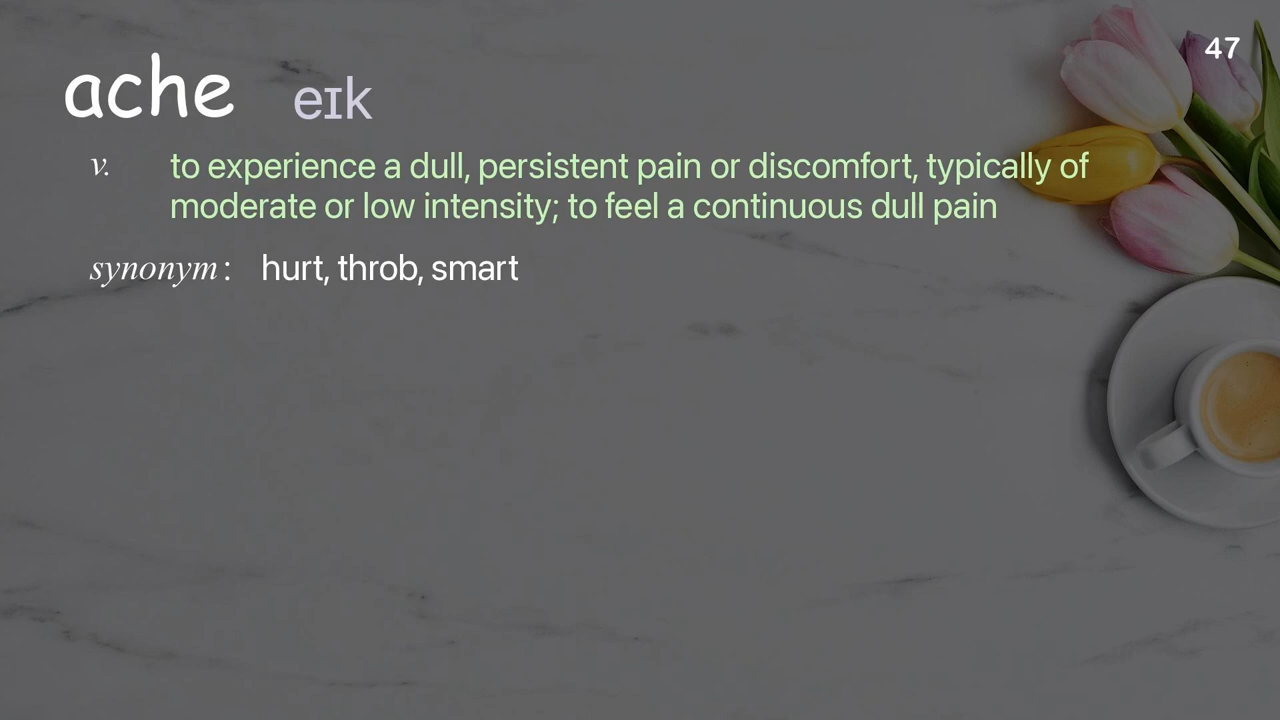 47
ache eɪk
v. to experience a dull, persistent pain or discomfort, typically of
moderate or low intensity; to feel a continuous dull pain
synonym : hurt, throb, smart